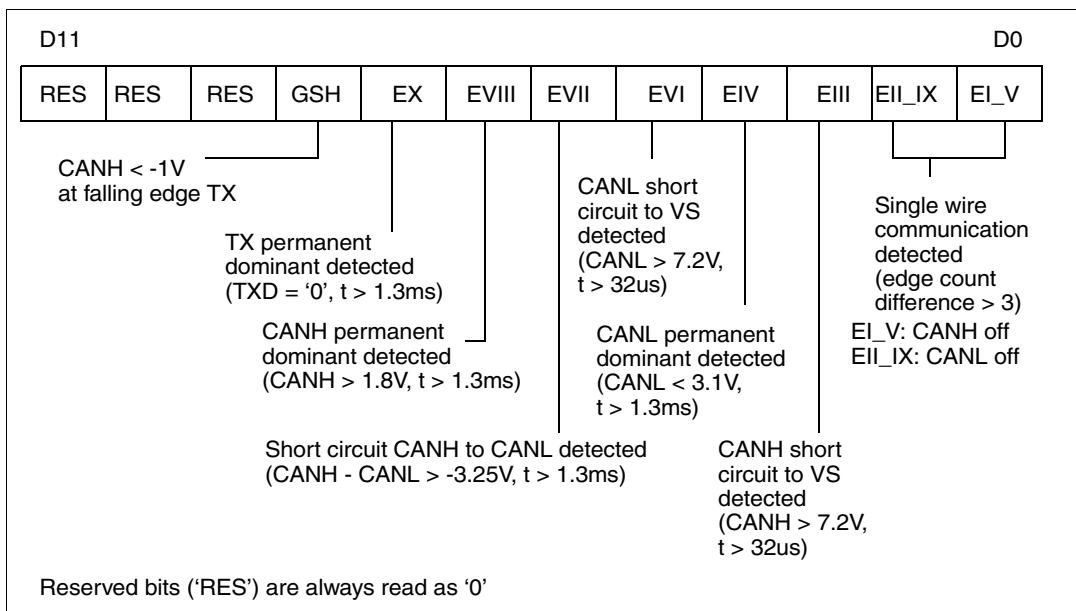 D11 D0
RES RES RES GSH EX EVIII EVII EVI EIV EIII EII_IX EI_V
CANH < -1V
at falling edge TX
TX permanent
dominant detected
(TXD = ‘0’, t > 1.3ms)
CANH permanent
dominant detected
(CANH > 1.8V, t > 1.3ms)
Short circuit CANH to CANL detected
(CANH - CANL > -3.25V, t > 1.3ms)
CANL short
circuit to VS
detected
(CANL > 7.2V,
t > 32us)
CANL permanent
dominant detected
(CANL < 3.1V,
t > 1.3ms)
CANH short
circuit to VS
detected
(CANH > 7.2V,
t > 32us)
Single wire
communication
detected
(edge count
difference > 3)
EI_V: CANH off
EII_IX: CANL off
Reserved bits (‘RES’) are always read as ‘0’